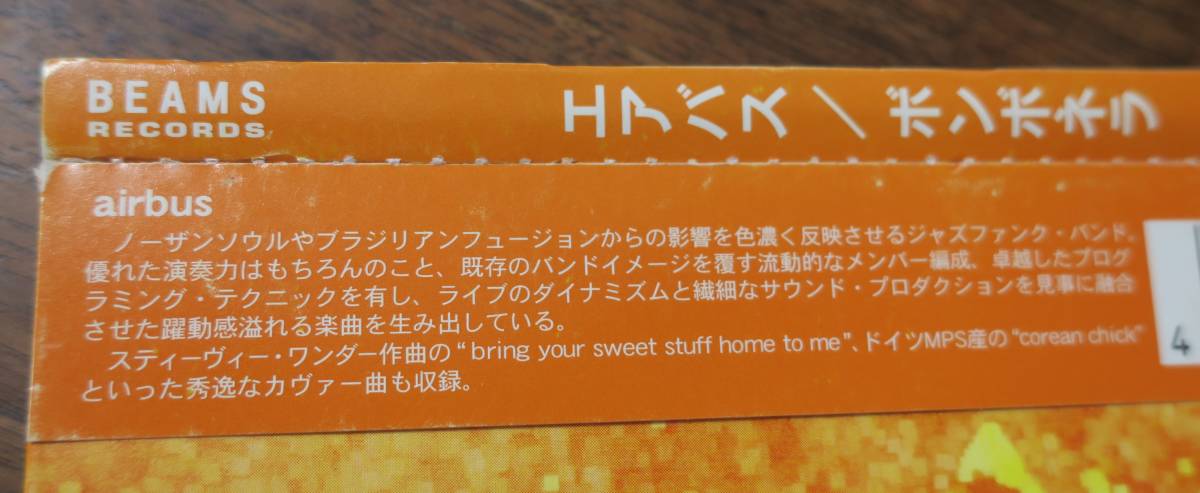 BEAMS
RECORDS
エアバス／ボンボネラ
airbus
ノーザンソウルやブラジリアンフュージョンからの影響を色濃く反映させるジャズファンク・バンド。
優れた演奏力はもちろんのこと、既存のバンドイメージを覆す流動的なメンバー編成、卓越したプログ
ラミング・テクニックを有し、ライブのダイナミズムと繊細なサウンド・プロダクションを見事に融合
させた躍動感溢れる楽曲を生み出している。
スティーヴィー・ワンダー作曲の“bring your sweet stuff home to me”、ドイツMPS産の“corean chick”
といった秀逸なカヴァー曲も収録。
4